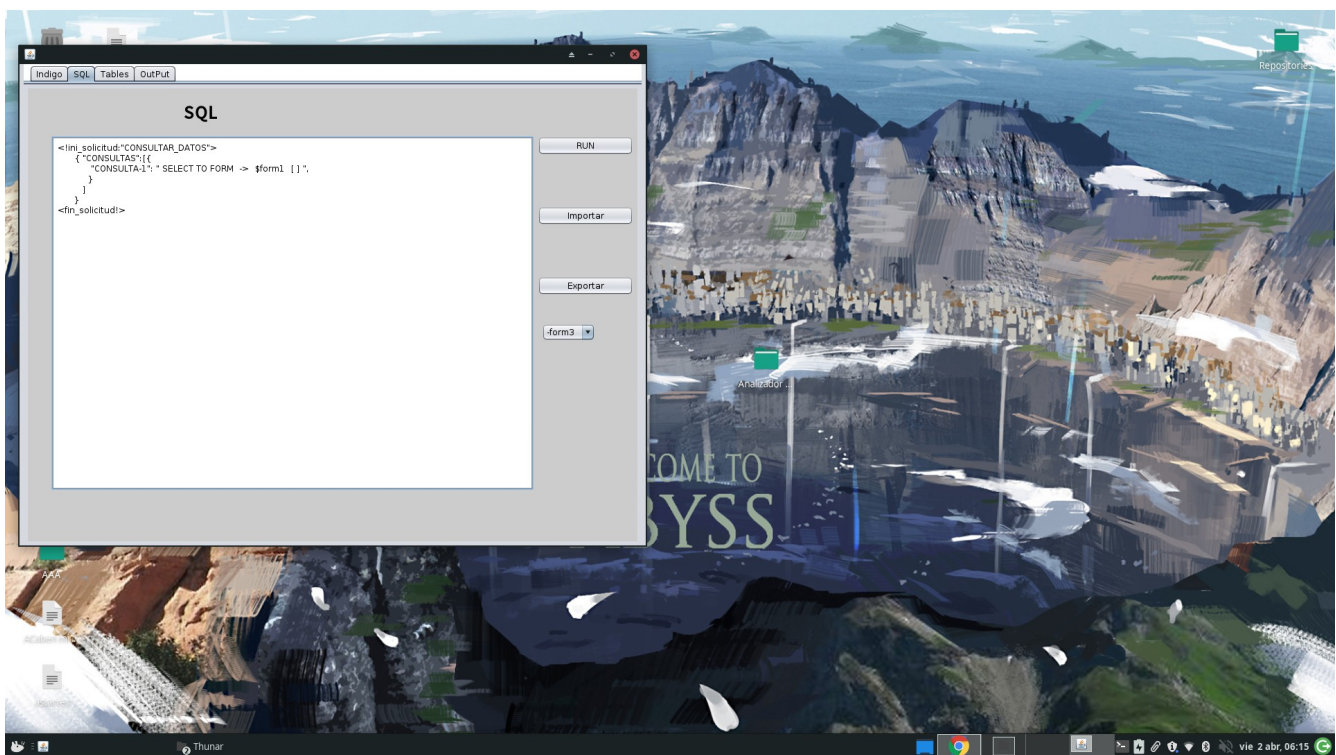 Repositories
Indigo SQL Tables OutPut
SQL
<!ini_solicitud:"CONSULTAR_DATOS">
{ "CONSULTAS":[{
"CONSULTA-1": " SELECT TO FORM -> $form1 [ ] ",
}
]
}
<fin_solicitud!>
RUN
Importar
Exportar
-form3
Analizador ...
COME TO
BYSS
AAA
Thunar
vie 2 abr, 06:15